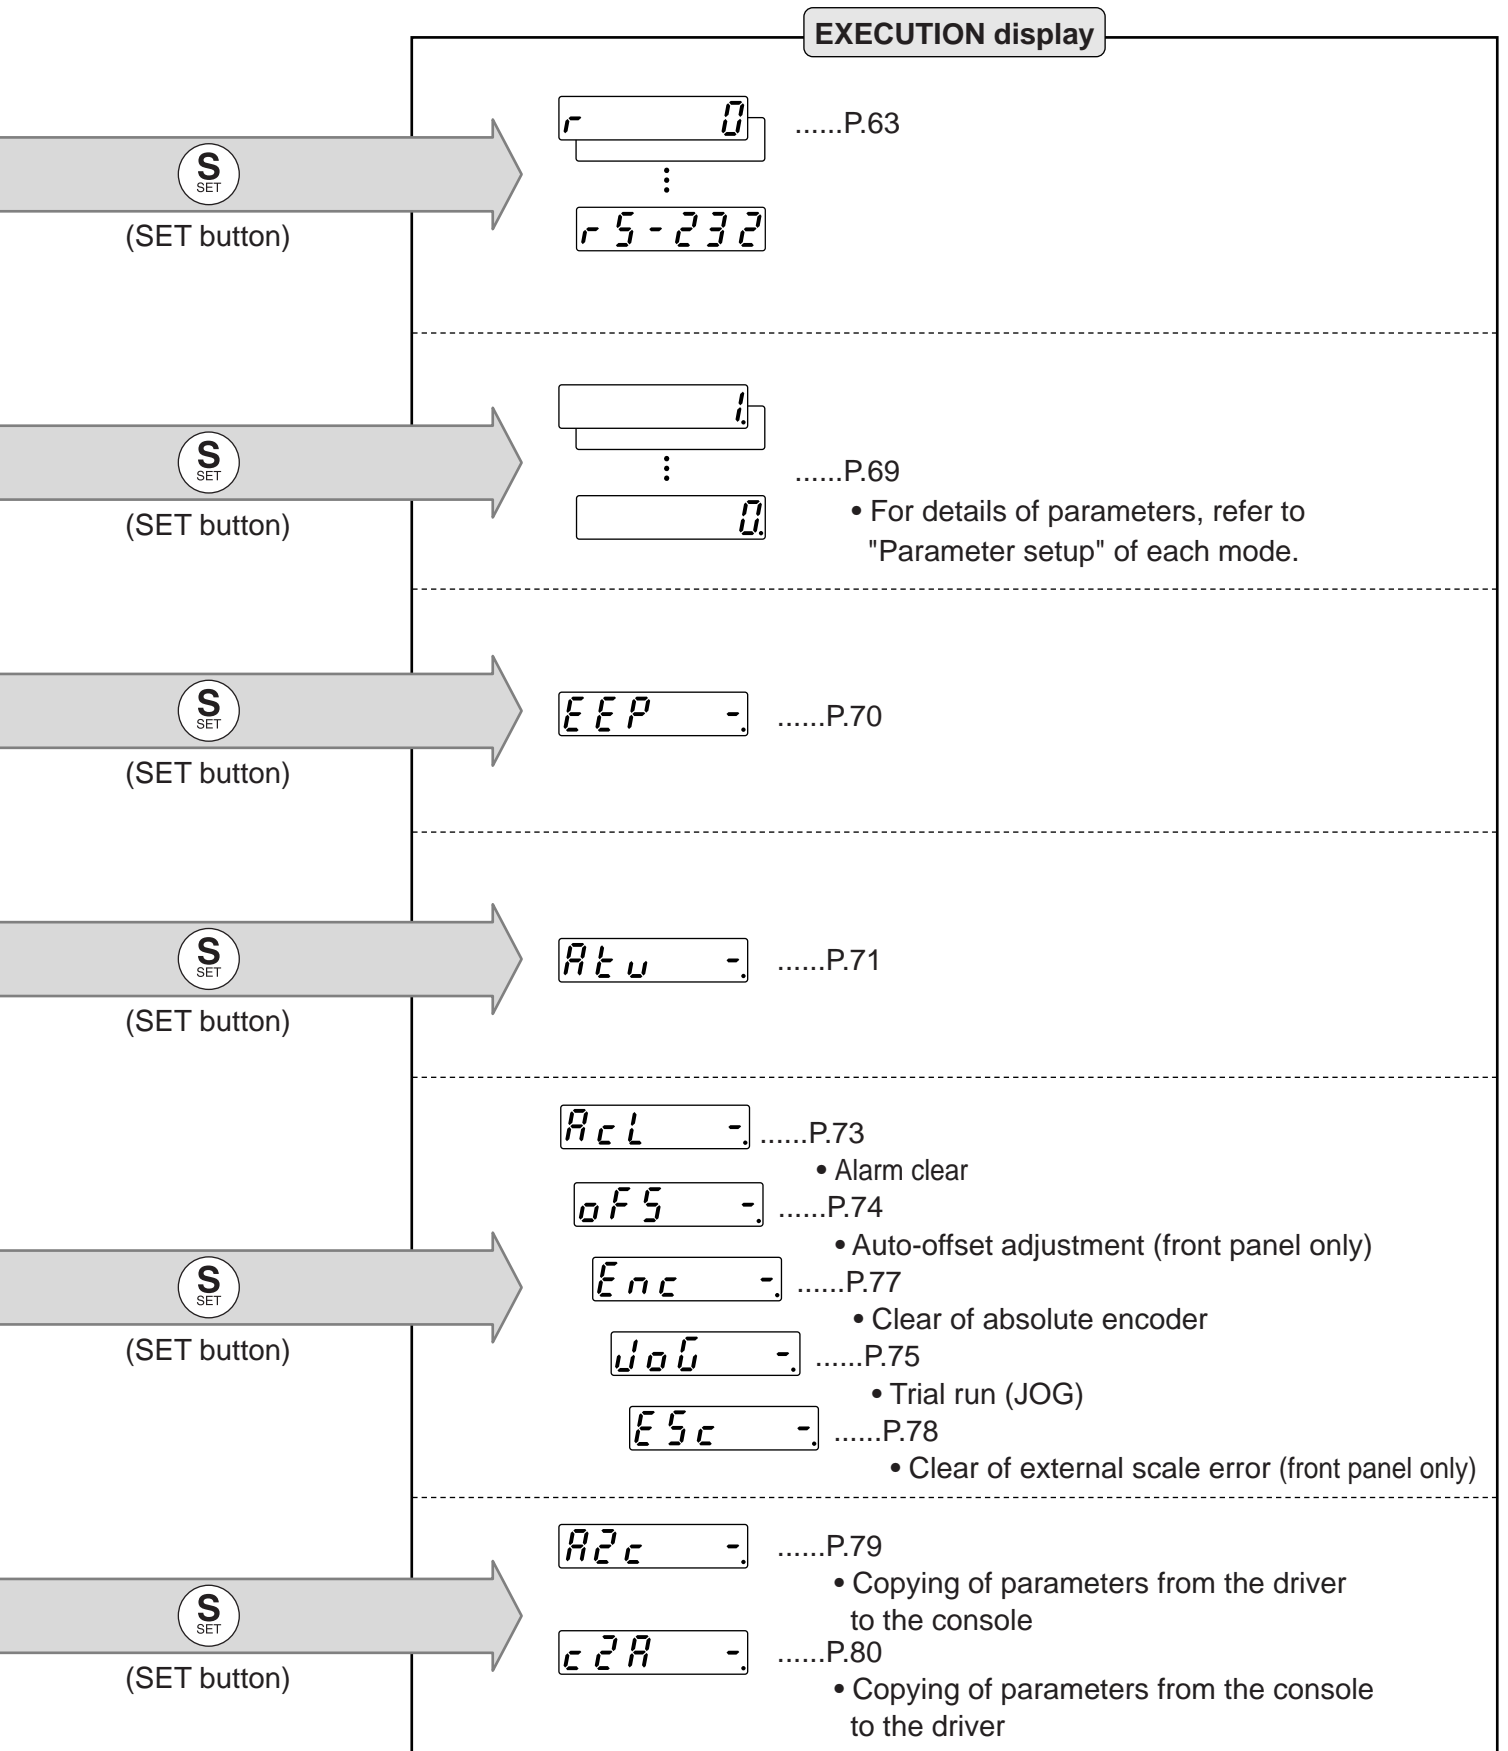 EXECUTION display
r 0 ......P.63
S
SET
(SET button)
rS-232
1.
S
SET
......P.69
(SET button)
0.
• For details of parameters, refer to
"Parameter setup" of each mode.
S
SET
EEP -. ......P.70
(SET button)
S
SET
Atu -. ......P.71
(SET button)
AcL -. ......P.73
• Alarm clear
oFS -. ......P.74
• Auto-offset adjustment (front panel only)
S
SET
Enc -. ......P.77
• Clear of absolute encoder
(SET button)
JoG -. ......P.75
• Trial run (JOG)
ESc -. ......P.78
• Clear of external scale error (front panel only)
A2c -. ......P.79
• Copying of parameters from the driver
to the console
S
SET
c2A -. ......P.80
(SET button)
• Copying of parameters from the console
to the driver